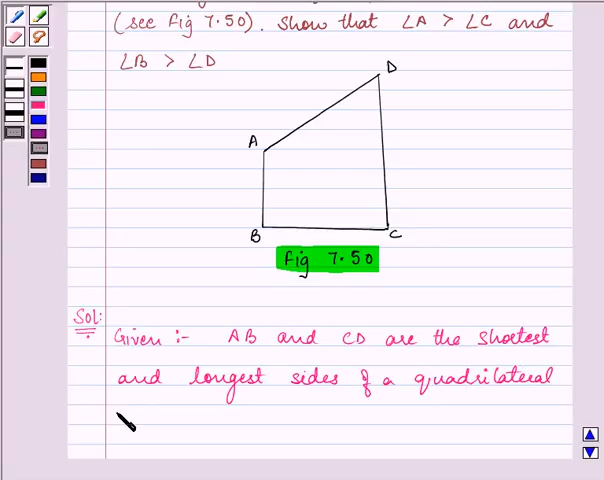 (see Fig 7.50). Show that ∠A > ∠C and
∠B > ∠D
D
A
B
C
Fig 7.50
Sol:
Given :- AB and CD are the shortest
and longest sides of a quadrilateral